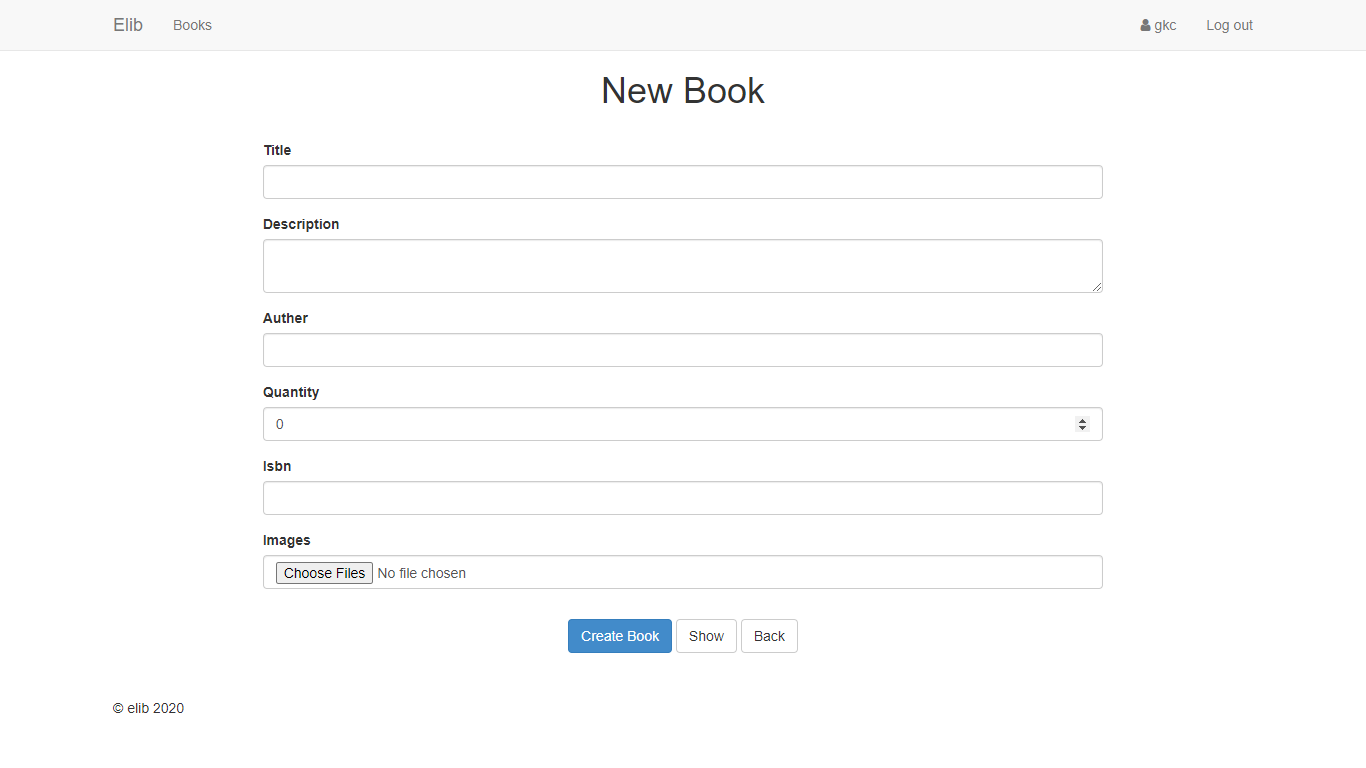 Elib Books gkc Log out
New Book
Title
Description
Auther
Quantity
0
Isbn
Images
Choose Files No file chosen
Create Book Show Back
© elib 2020